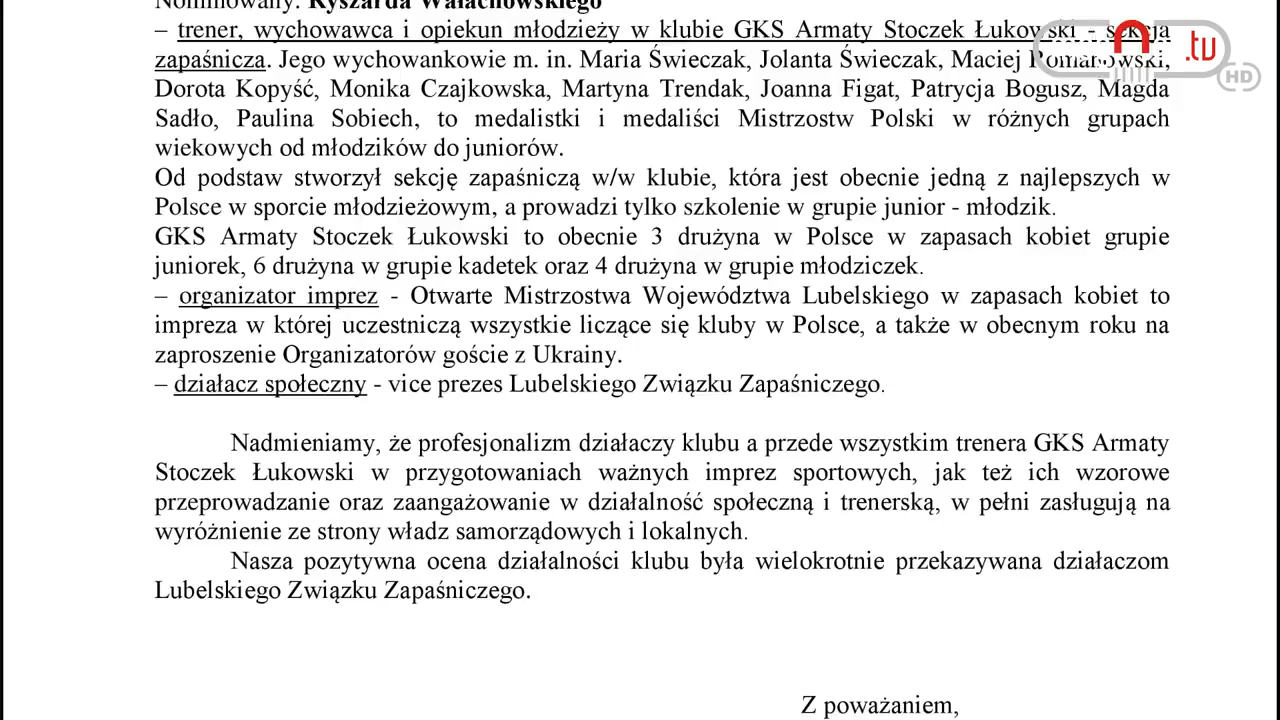 Nominowany: Ryszarda Wałachowskiego
– trener, wychowawca i opiekun młodzieży w klubie GKS Armaty Stoczek Łukowski - sekcja
zapaśnicza. Jego wychowankowie m. in. Maria Świeczak, Jolanta Świeczak, Maciej Romanowski,
Dorota Kopyść, Monika Czajkowska, Martyna Trendak, Joanna Figat, Patrycja Bogusz, Magda
Sadło, Paulina Sobiech, to medalistki i medaliści Mistrzostw Polski w różnych grupach
wiekowych od młodzików do juniorów.
Od podstaw stworzył sekcję zapaśniczą w/w klubie, która jest obecnie jedną z najlepszych w
Polsce w sporcie młodzieżowym, a prowadzi tylko szkolenie w grupie junior - młodzik.
GKS Armaty Stoczek Łukowski to obecnie 3 drużyna w Polsce w zapasach kobiet grupie
juniorek, 6 drużyna w grupie kadetek oraz 4 drużyna w grupie młodziczek.
– organizator imprez - Otwarte Mistrzostwa Województwa Lubelskiego w zapasach kobiet to
impreza w której uczestniczą wszystkie liczące się kluby w Polsce, a także w obecnym roku na
zaproszenie Organizatorów goście z Ukrainy.
– działacz społeczny - vice prezes Lubelskiego Związku Zapaśniczego.
Nadmieniamy, że profesjonalizm działaczy klubu a przede wszystkim trenera GKS Armaty
Stoczek Łukowski w przygotowaniach ważnych imprez sportowych, jak też ich wzorowe
przeprowadzanie oraz zaangażowanie w działalność społeczną i trenerską, w pełni zasługują na
wyróżnienie ze strony władz samorządowych i lokalnych.
Nasza pozytywna ocena działalności klubu była wielokrotnie przekazywana działaczom
Lubelskiego Związku Zapaśniczego.
Z poważaniem,
.tv
HD